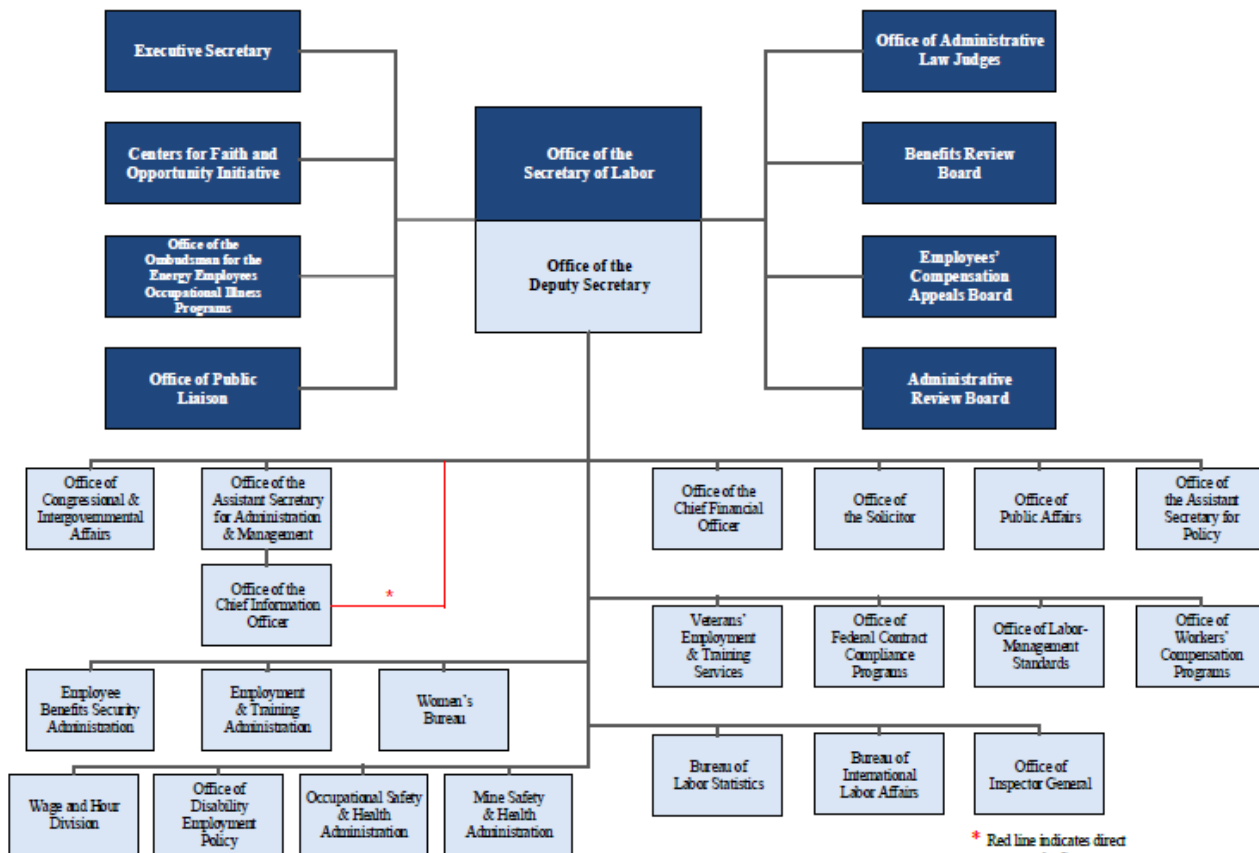 Executive Secretary
Office of Administrative
Law Judges
Centers for Faith and
Opportunity Initiative
Office of the
Secretary of Labor
Benefits Review
Board
Office of the
Ombudsman for the
Energy Employees
Occupational Illness
Programs
Office of the
Deputy Secretary
Employees’
Compensation
Appeals Board
Office of Public
Liaison
Administrative
Review Board
Office of
Congressional &
Intergovernmental
Affairs
Office of the
Assistant Secretary
for Administration
& Management
Office of the
Chief Financial
Officer
Office of
the Solicitor
Office of
Public Affairs
Office of
the Assistant
Secretary for
Policy
Office of the
Chief Information
Officer
*
Veterans’
Employment
& Training
Services
Office of
Federal Contract
Compliance
Programs
Office of Labor-
Management
Standards
Office of
Workers’
Compensation
Programs
Employee
Benefits Security
Administration
Employment
& Training
Administration
Women’s
Bureau
Bureau of
Labor Statistics
Bureau of
International
Labor Affairs
Office of
Inspector General
Wage and Hour
Division
Office of
Disability
Employment
Policy
Occupational Safety
& Health
Administration
Mine Safety
& Health
Administration
* Red line indicates direct